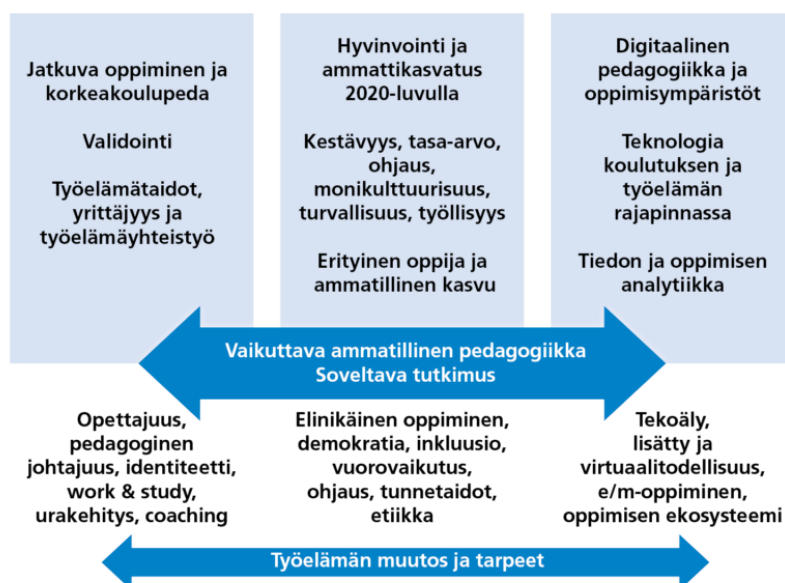 Jatkuva oppiminen ja
korkeakoulupeda
Validointi
Työelämätaidot,
yrittäjyys ja
työelämäyhteistyö
Hyvinvointi ja
ammattikasvatus
2020-luvulla
Kestävyys, tasa-arvo,
ohjaus,
monikulttuurisuus,
turvallisuus, työllisyys
Erityinen oppija ja
ammatillinen kasvu
Digitaalinen
pedagogiikka ja
oppimisympäristöt
Teknologia
koulutuksen ja
työelämän
rajapinnassa
Tiedon ja oppimisen
analytiikka
Vaikuttava ammatillinen pedagogiikka
Soveltava tutkimus
Opettajuus,
pedagoginen
johtajuus, identiteetti,
work & study,
urakehitys, coaching
Elinikäinen oppiminen,
demokratia, inkluusio,
vuorovaikutus,
ohjaus, tunnetaidot,
etiikka
Tekoäly,
lisätty ja
virtuaalitodellisuus,
e/m-oppiminen,
oppimisen ekosysteemi
Työelämän muutos ja tarpeet